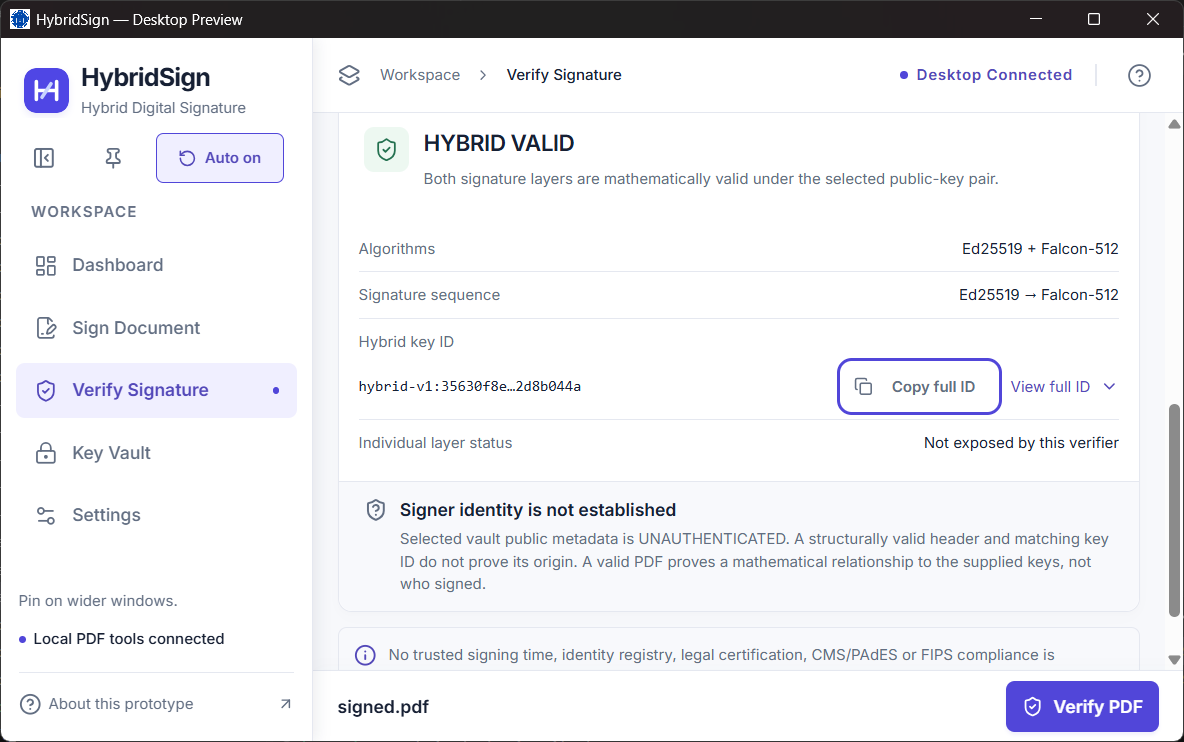 HybridSign — Desktop Preview
HybridSign
Hybrid Digital Signature
Auto on
WORKSPACE
Dashboard
Sign Document
Verify Signature
Key Vault
Settings
Pin on wider windows.
Local PDF tools connected
About this prototype
Workspace
Verify Signature
Desktop Connected
HYBRID VALID
Both signature layers are mathematically valid under the selected public-key pair.
Algorithms
Ed25519 + Falcon-512
Signature sequence
Ed25519 → Falcon-512
Hybrid key ID
hybrid-v1:35630f8e…2d8b044a
Copy full ID
View full ID
Individual layer status
Not exposed by this verifier
Signer identity is not established
Selected vault public metadata is UNAUTHENTICATED. A structurally valid header and matching key
ID do not prove its origin. A valid PDF proves a mathematical relationship to the supplied keys, not
who signed.
No trusted signing time, identity registry, legal certification, CMS/PAdES or FIPS compliance is
signed.pdf
Verify PDF